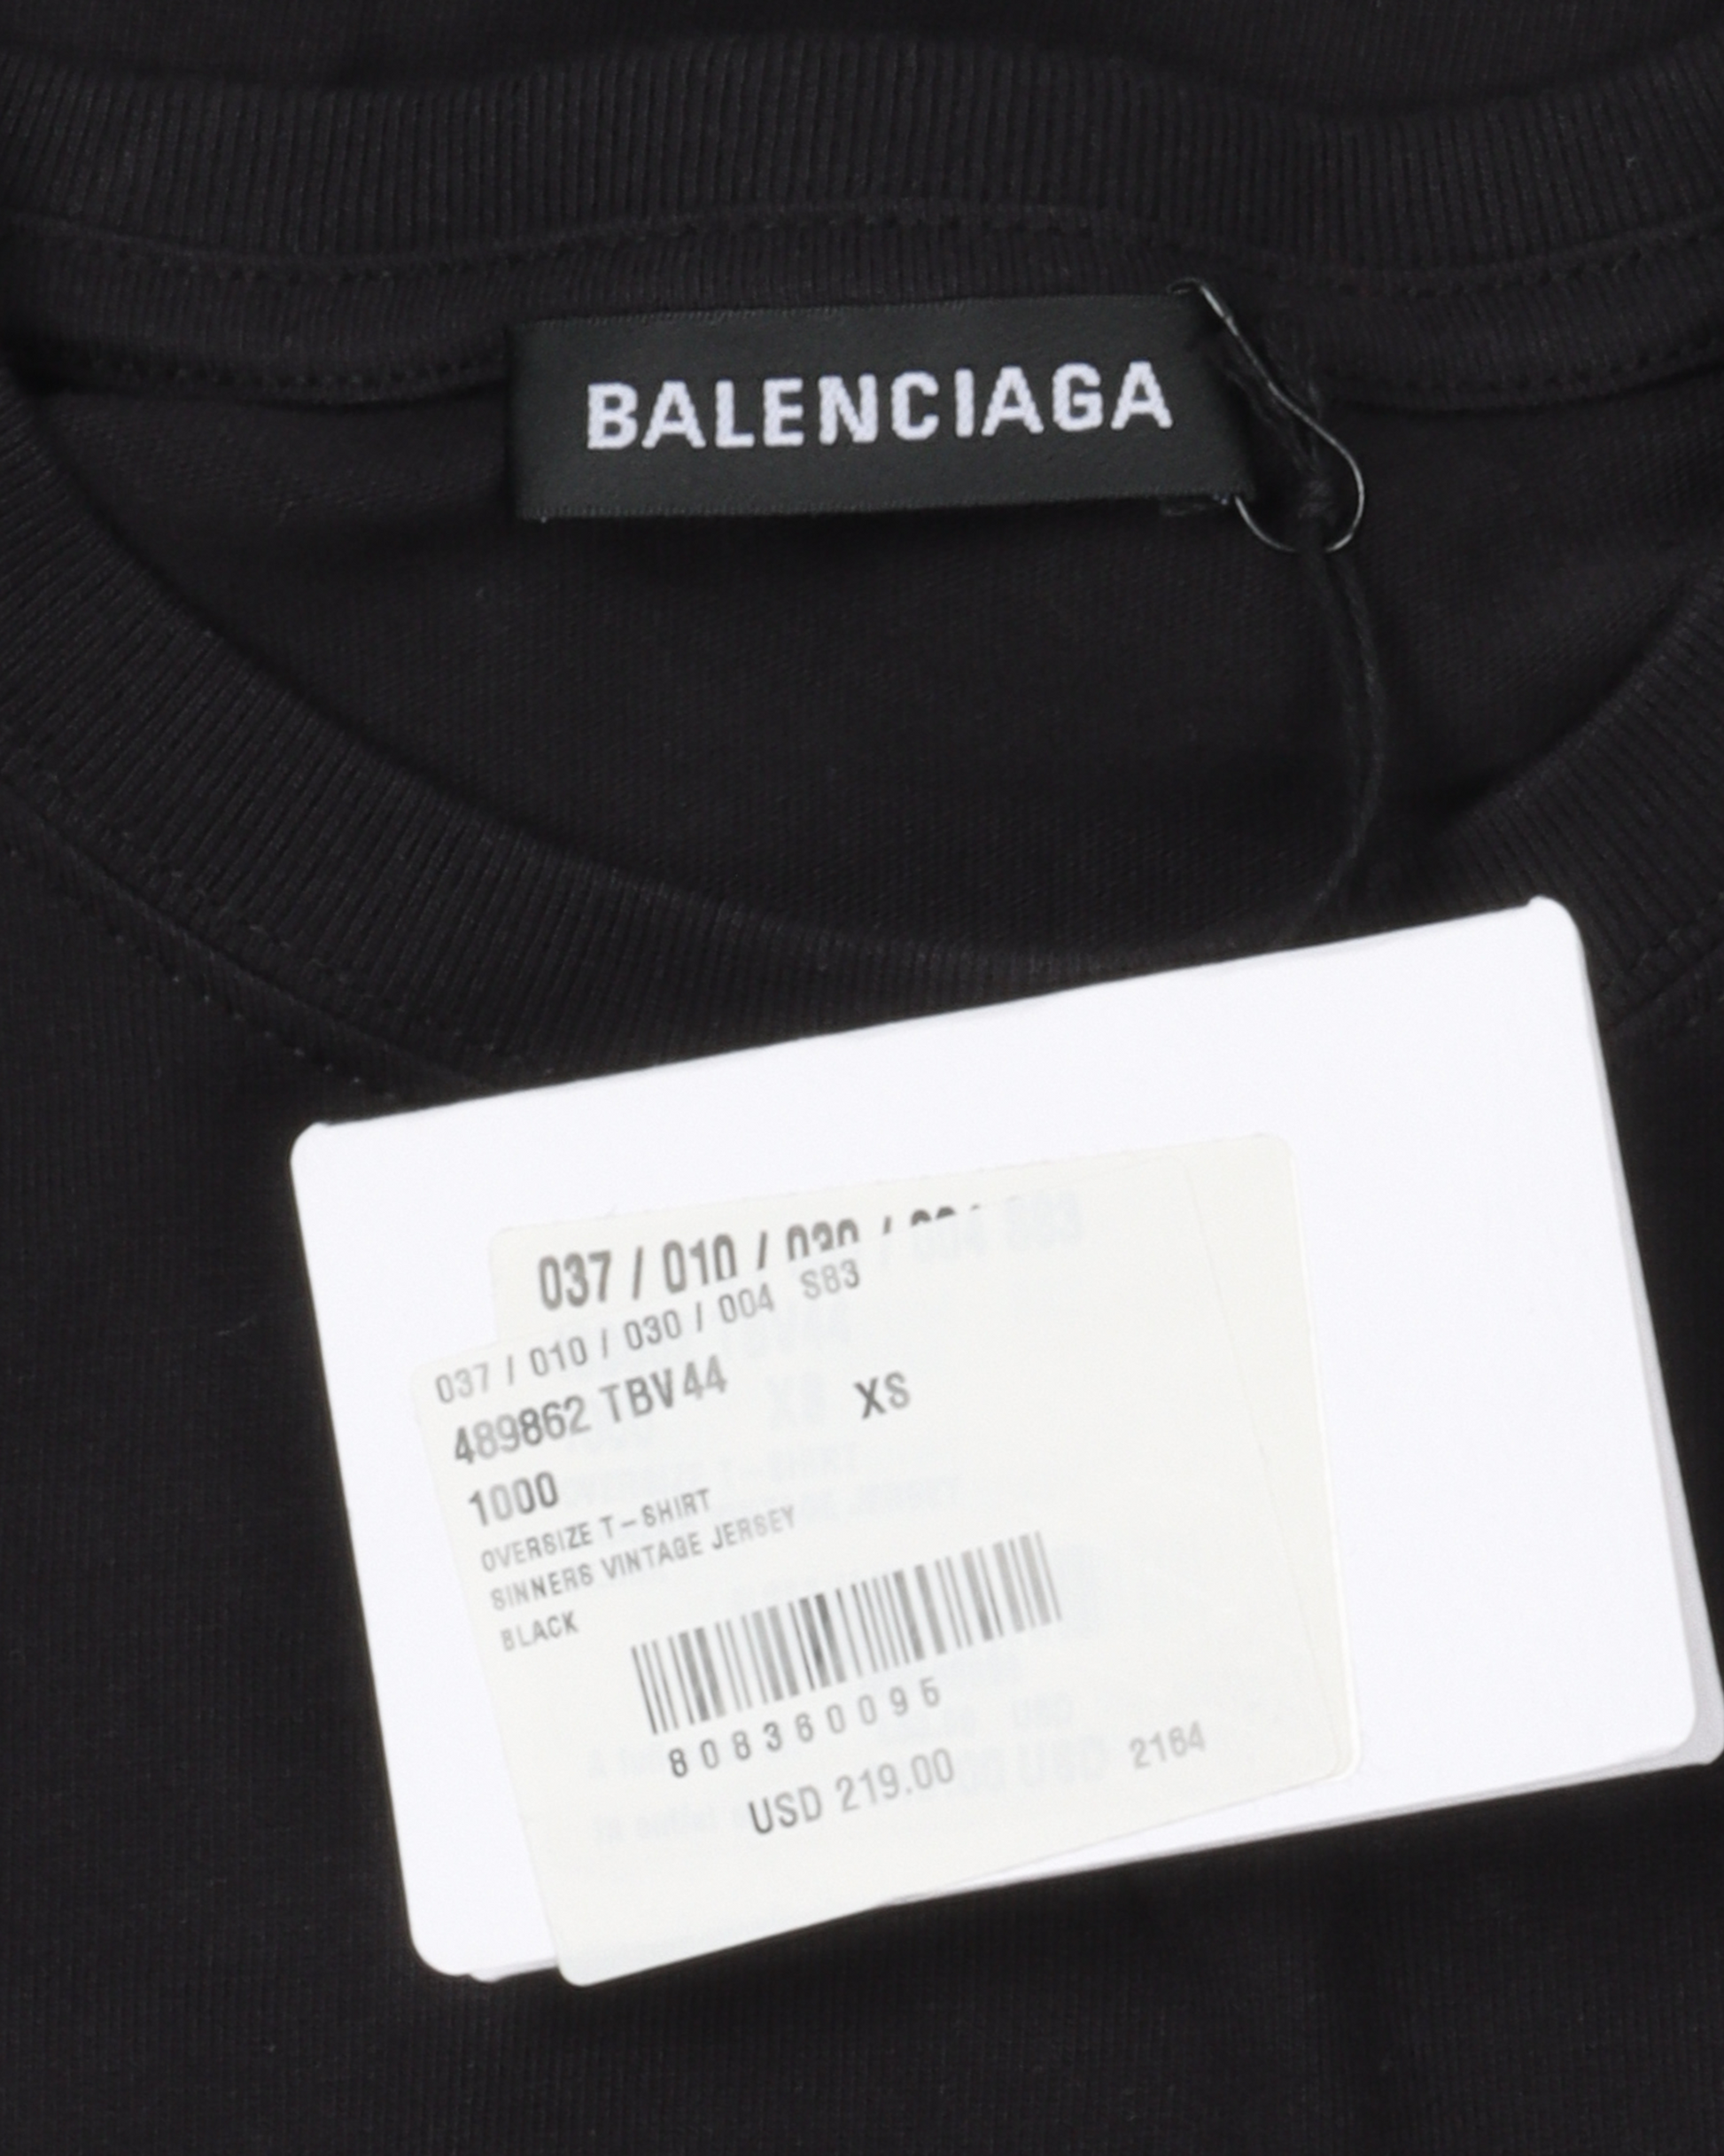 BALENCIAGA
037 / 010 / 030 / 004 S83
037 / 010 / 030 / 004 S83
489862 TBV44 XS
1000
OVERSIZE T-SHIRT
SINNERS VINTAGE JERSEY
BLACK
808360095
USD 219.00 2164